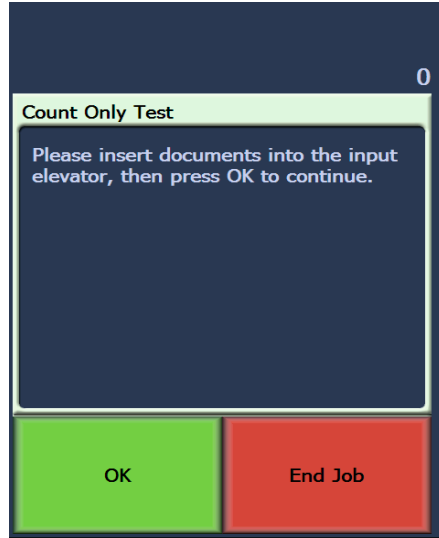 0
Count Only Test
Please insert documents into the input
elevator, then press OK to continue.
OK
End Job